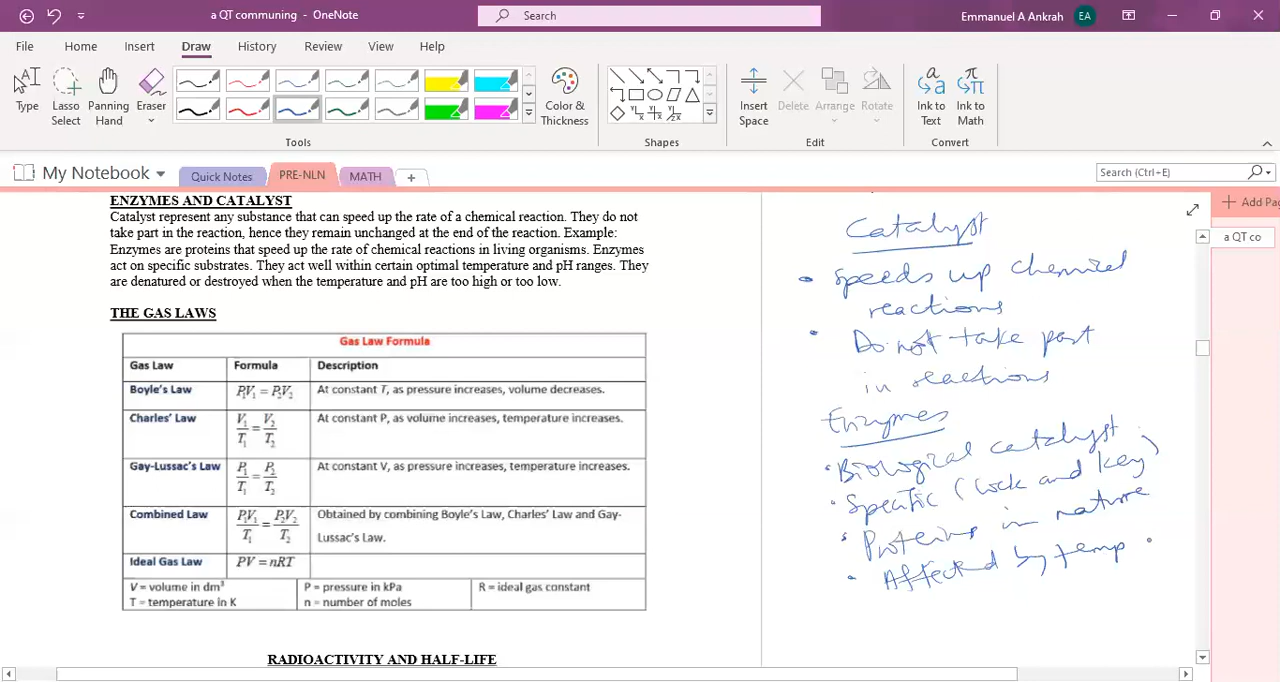 a QT communing - OneNote
Search
Emmanuel A Ankrah
EA
File Home Insert Draw History Review View Help
Type
Lasso Select
Panning Hand
Eraser
Color & Thickness
Insert Space
Delete
Arrange
Rotate
Ink to Text
Ink to Math
Tools Shapes Edit Convert
My Notebook
Quick Notes
PRE-NLN
MATH
+
Search (Ctrl+E)
Add Pag
a QT co
ENZYMES AND CATALYST
Catalyst represent any substance that can speed up the rate of a chemical reaction. They do not
take part in the reaction, hence they remain unchanged at the end of the reaction. Example:
Enzymes are proteins that speed up the rate of chemical reactions in living organisms. Enzymes
act on specific substrates. They act well within certain optimal temperature and pH ranges. They
are denatured or destroyed when the temperature and pH are too high or too low.
THE GAS LAWS
Gas Law Formula
Gas Law Formula Description
Boyle's Law P₁V₁ = P₂V₂ At constant T, as pressure increases, volume decreases.
Charles' Law V₁/T₁ = V₂/T₂ At constant P, as volume increases, temperature increases.
Gay-Lussac's Law P₁/T₁ = P₂/T₂ At constant V, as pressure increases, temperature increases.
Combined Law P₁V₁/T₁ = P₂V₂/T₂ Obtained by combining Boyle's Law, Charles' Law and Gay-
Lussac's Law.
Ideal Gas Law PV = nRT
V = volume in dm³ P = pressure in kPa R = ideal gas constant
T = temperature in K n = number of moles
RADIOACTIVITY AND HALF-LIFE
Catalyst
• Speeds up chemical
reactions
• Do not take part
in reactions
Enzymes
• Biological catalyst
• Specific (lock and key)
• Proteins in nature
• Affected by temp